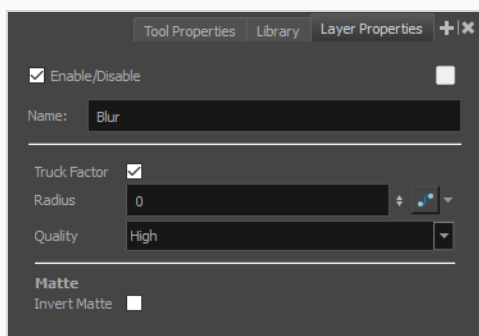 Tool Properties Library Layer Properties
Enable/Disable
Name: Blur
Truck Factor
Radius 0
Quality High
Matte
Invert Matte